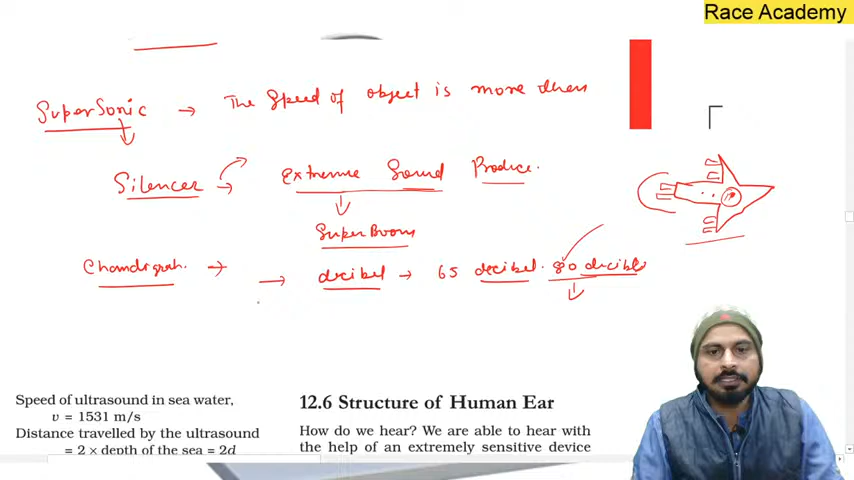 Race Academy
SuperSonic → The Speed of object is more then
Silencer → Extreme Sound Produce.
SuperBoom
Chandigrah. → → decibel → 65 decibel. 80 decible
Speed of ultrasound in sea water,
v = 1531 m/s
Distance travelled by the ultrasound
= 2 × depth of the sea = 2d
12.6 Structure of Human Ear
How do we hear? We are able to hear with
the help of an extremely sensitive device